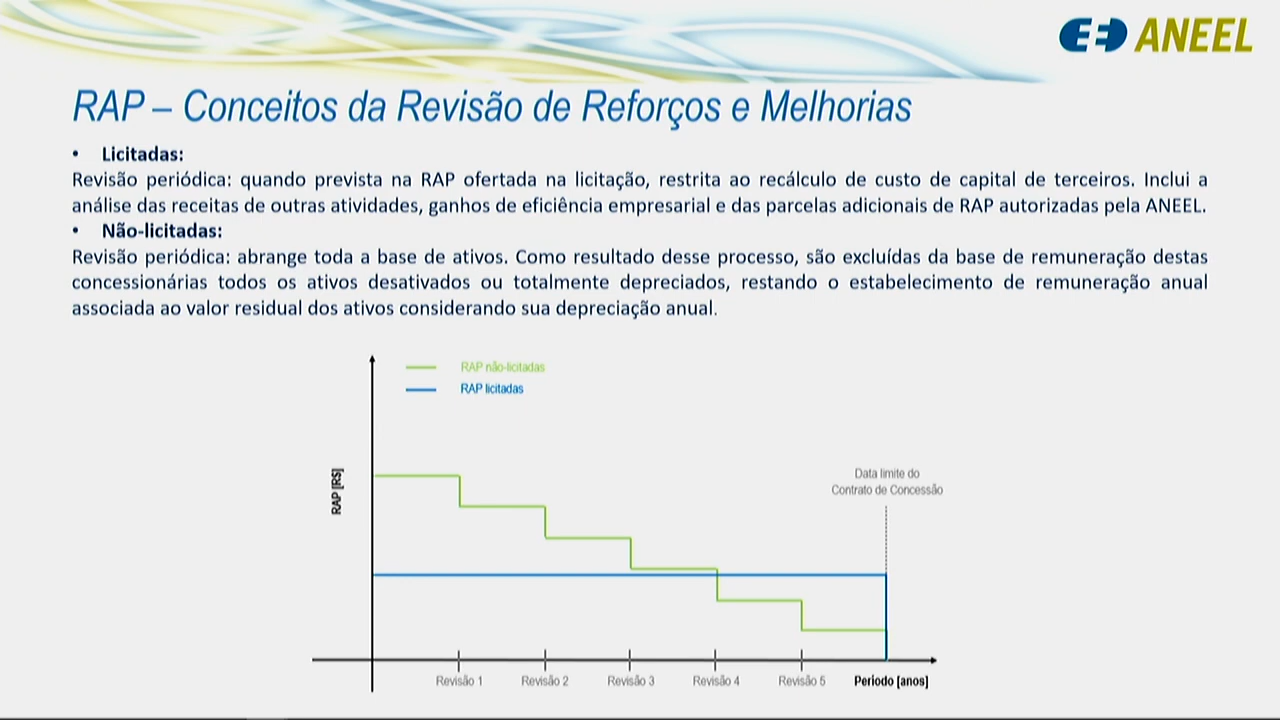 ANEEL
RAP – Conceitos da Revisão de Reforços e Melhorias
• Licitadas:
Revisão periódica: quando prevista na RAP ofertada na licitação, restrita ao recálculo de custo de capital de terceiros. Inclui a
análise das receitas de outras atividades, ganhos de eficiência empresarial e das parcelas adicionais de RAP autorizadas pela ANEEL.
• Não-licitadas:
Revisão periódica: abrange toda a base de ativos. Como resultado desse processo, são excluídas da base de remuneração destas
concessionárias todos os ativos desativados ou totalmente depreciados, restando o estabelecimento de remuneração anual
associada ao valor residual dos ativos considerando sua depreciação anual.
RAP não-licitadas
RAP licitadas
RAP [R$]
Data limite do
Contrato de Concessão
Revisão 1 Revisão 2 Revisão 3 Revisão 4 Revisão 5 Periodo [anos]